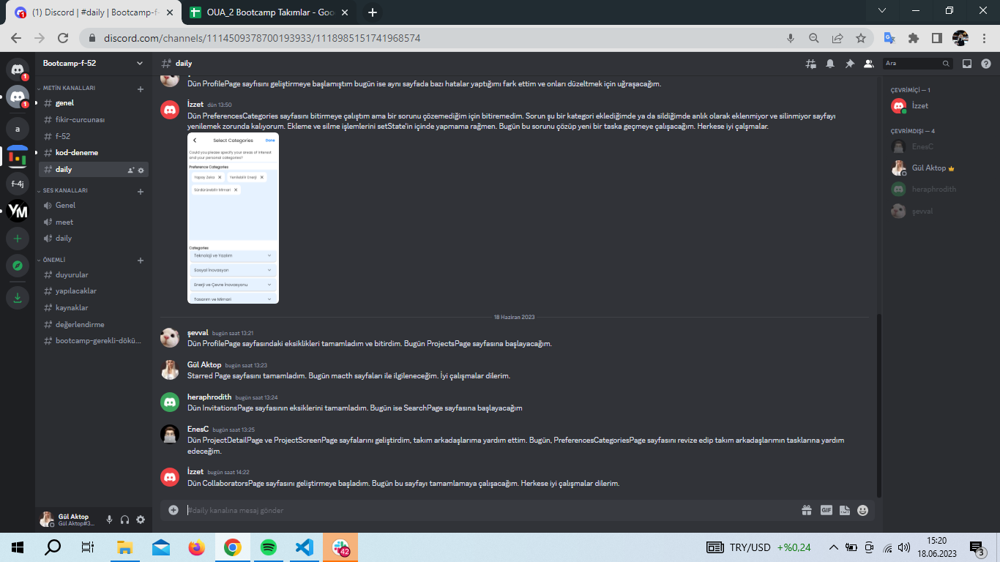 (1) Discord | #daily | Bootcamp-f-
OUA_2 Bootcamp Takımlar - Goo
discord.com/channels/1114509378700193933/1118985151741968574
Bootcamp-f-52
METİN KANALLARI
genel
fikir-curcunası
f-52
kod-deneme
daily
SES KANALLARI
Genel
meet
daily
ÖNEMLİ
duyurular
yapılacaklar
kaynaklar
değerlendirme
bootcamp-gerekli-dökü...
1
1
a
f-4j
YM
Gül Aktop
Gül Aktop#3...
daily
Ara
Dün ProfilePage sayfısını geliştirmeye başlamıştım bugün ise aynı sayfada bazı hatalar yaptığımı fark ettim ve onları düzeltmek için uğraşacağım.
İzzet dün 13:50
Dün PreferencesCategories sayfasını bitirmeye çalıştım ama bir sorunu çözemediğim için bitiremedim. Sorun şu bir kategori eklediğimde ya da sildiğimde anlık olarak eklenmiyor ve silinmiyor sayfayı
yenilemek zorunda kalıyorum. Ekleme ve silme işlemlerini setState'in içinde yapmama rağmen. Bugün bu sorunu çözüp yeni bir taska geçmeye çalışacağım. Herkese iyi çalışmalar.
Select Categories Done
Could you please specify your areas of interest
and your personal categories?
Preference Categories
Yapay Zeka Yenilebilir Enerji
Sürdürürebilir Mimari
Categories
Teknoloji ve Yazılım
Sosyal İnovasyon
Enerji ve Çevre İnovasyonu
Tasarım ve Mimari
18 Haziran 2023
şevval bugün saat 13:21
Dün ProfilePage sayfasındaki eksiklikleri tamamladım ve bitirdim. Bugün ProjectsPage sayfasına başlayacağım.
Gül Aktop bugün saat 13:23
Starred Page sayfasını tamamladım. Bugün macth sayfaları ile ilgileneceğim. İyi çalışmalar dilerim.
heraphrodith bugün saat 13:24
Dün InvitationsPage sayfasının eksiklerini tamamladım. Bugün ise SearchPage sayfasına başlayacağım
EnesC bugün saat 13:25
Dün ProjectDetailPage ve ProjectScreenPage sayfalarını geliştirdim, takım arkadaşlarıma yardım ettim. Bugün, PreferencesCategoriesPage sayfasını revize edip takım arkadaşlarımın tasklarına yardım
edeceğim.
İzzet bugün saat 14:22
Dün CollaboratorsPage sayfasını geliştirmeye başladım. Bugün bu sayfayı tamamlamaya çalışacağım. Herkese iyi çalışmalar dilerim.
#daily kanalına mesaj gönder
GIF
ÇEVRİMİÇİ — 1
İzzet
ÇEVRİMDIŞI — 4
EnesC
Gül Aktop
heraphrodith
şevval
42
TRY/USD +%0,24
15:20
18.06.2023
3